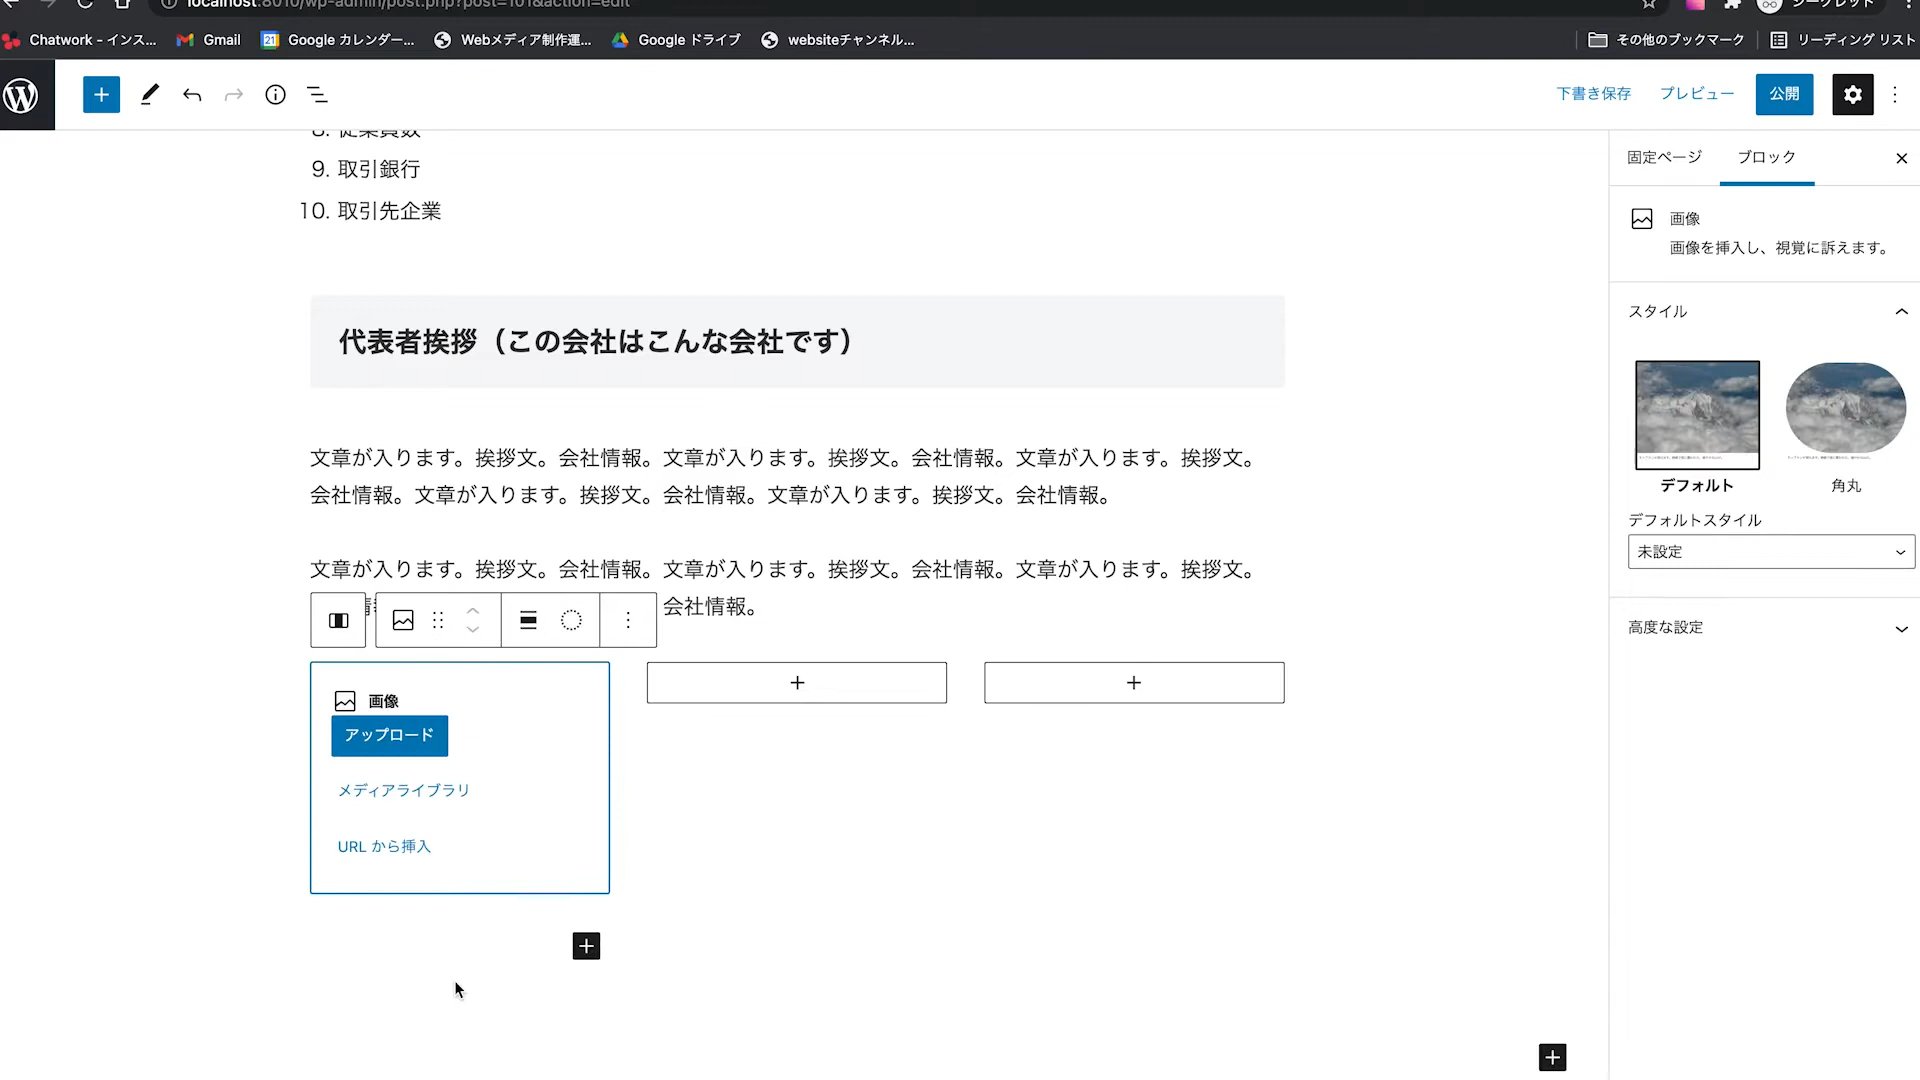 localhost:8010/wp-admin/post.php?post=101&action=edit
シークレット
Chatwork - インス...
Gmail
Google カレンダー...
Webメディア制作運...
Google ドライブ
websiteチャンネル...
その他のブックマーク
リーディング リスト
下書き保存
プレビュー
公開
8. 従業員数
9. 取引銀行
10. 取引先企業
代表者挨拶（この会社はこんな会社です）
文章が入ります。挨拶文。会社情報。文章が入ります。挨拶文。会社情報。文章が入ります。挨拶文。
会社情報。文章が入ります。挨拶文。会社情報。文章が入ります。挨拶文。会社情報。
文章が入ります。挨拶文。会社情報。文章が入ります。挨拶文。会社情報。文章が入ります。挨拶文。
会社情報。
画像
アップロード
メディアライブラリ
URL から挿入
固定ページ
ブロック
画像
画像を挿入し、視覚に訴えます。
スタイル
デフォルト
角丸
デフォルトスタイル
未設定
高度な設定